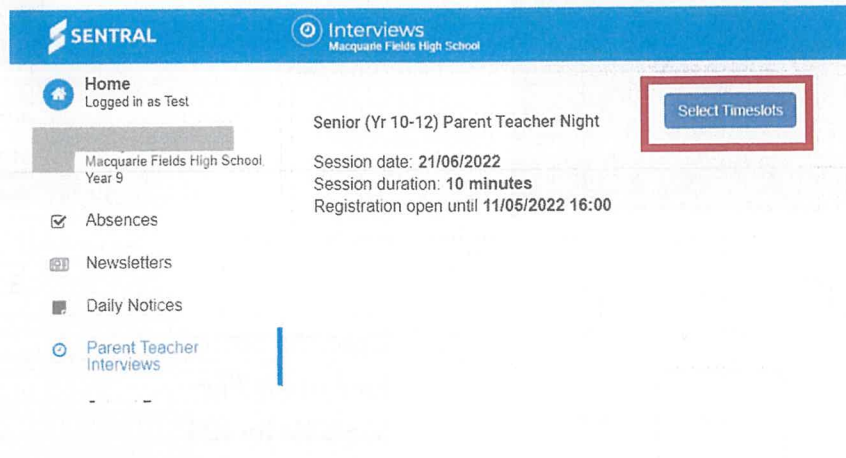 SENTRAL
Interviews
Macquarie Fields High School
Home
Logged in as Test
Macquarie Fields High School
Year 9
Absences
Newsletters
Daily Notices
Parent Teacher
Interviews
Senior (Yr 10-12) Parent Teacher Night
Select Timeslots
Session date: 21/06/2022
Session duration: 10 minutes
Registration open until 11/05/2022 16:00